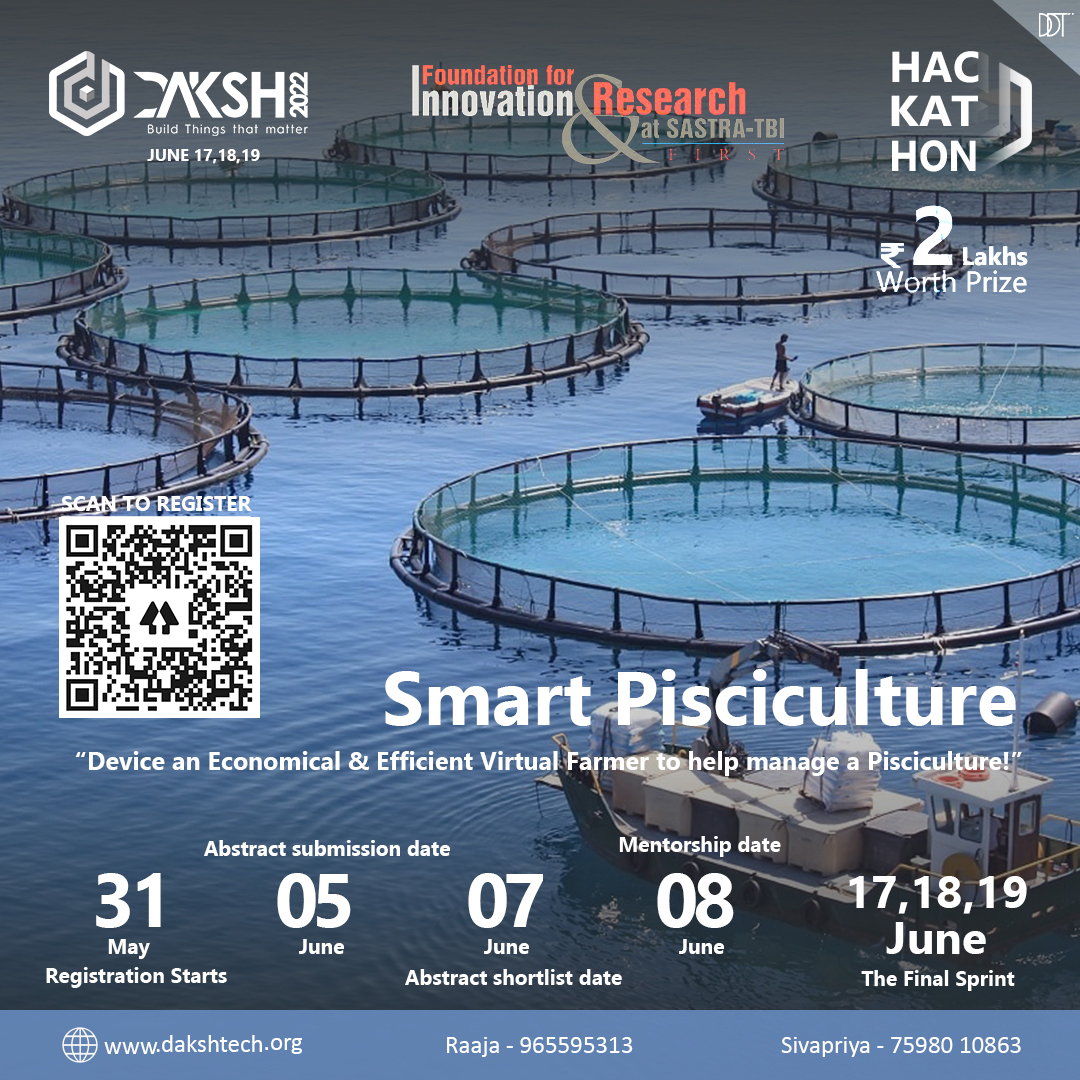 DDT
DAKSH 2022
Build Things that matter
JUNE 17,18,19
Foundation for
Innovation & Research
at SASTRA-TBI
FIRST
HAC
KAT
HON
₹ 2 Lakhs
Worth Prize
SCAN TO REGISTER
Smart Pisciculture
“Device an Economical & Efficient Virtual Farmer to help manage a Pisciculture!”
31
May
Registration Starts
Abstract submission date
05
June
07
June
Abstract shortlist date
Mentorship date
08
June
17,18,19
June
The Final Sprint
www.dakshtech.org
Raaja - 965595313
Sivapriya - 75980 10863